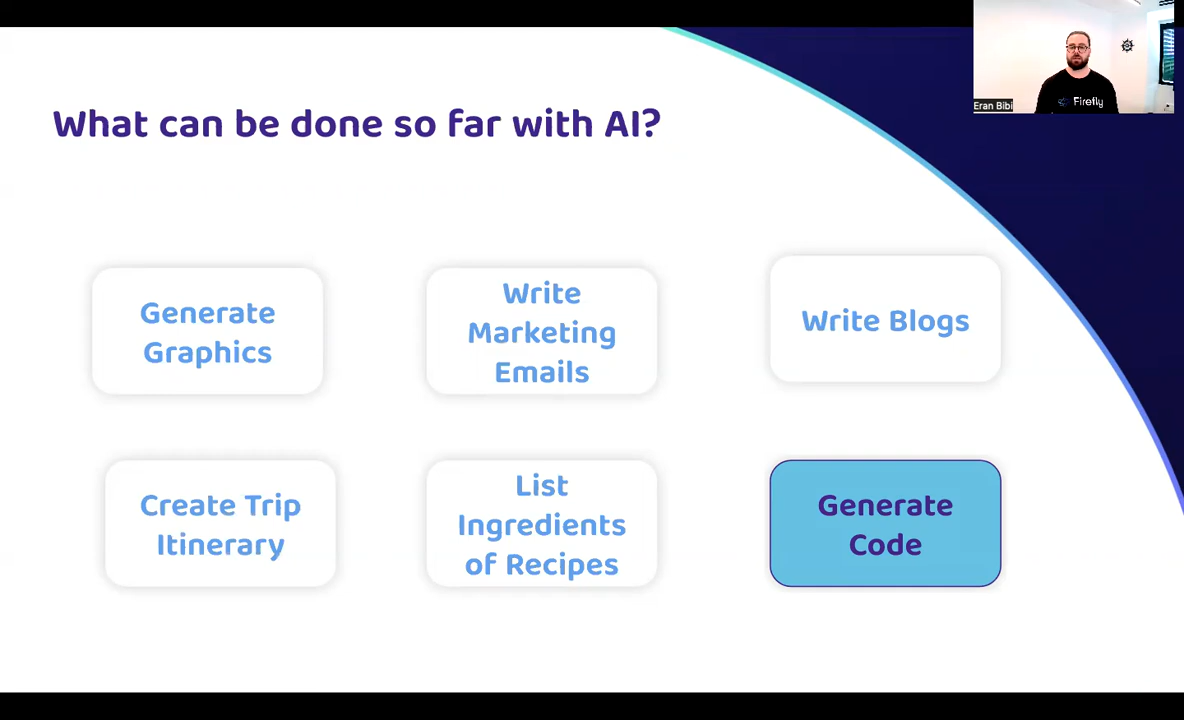 What can be done so far with AI?
Eran Bibi
Firefly
Generate
Graphics
Write
Marketing
Emails
Write Blogs
Create Trip
Itinerary
List
Ingredients
of Recipes
Generate
Code